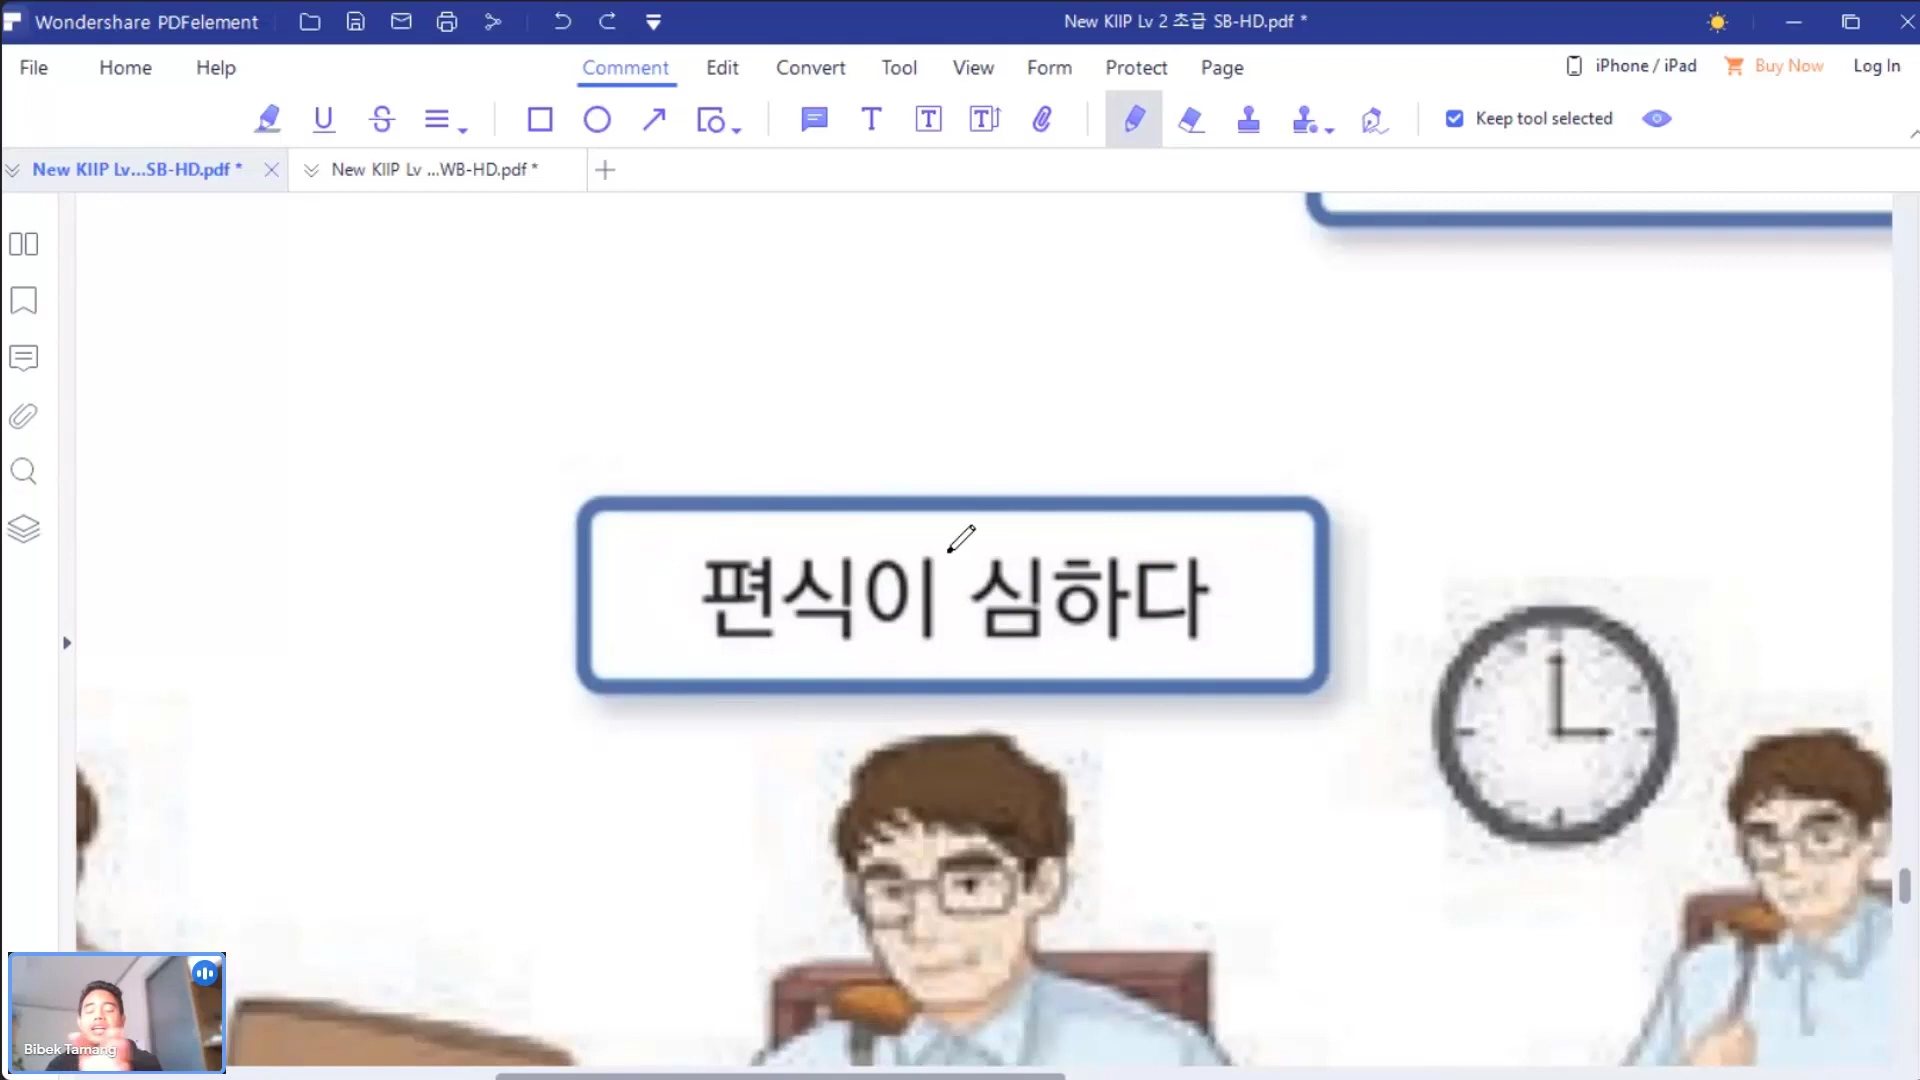 Wondershare PDFelement
New KIIP Lv 2 초급 SB-HD.pdf *
File Home Help Comment Edit Convert Tool View Form Protect Page iPhone / iPad Buy Now Log In
Keep tool selected
New KIIP Lv...SB-HD.pdf * New KIIP Lv ...WB-HD.pdf *
편식이 심하다
Bibek Tamang